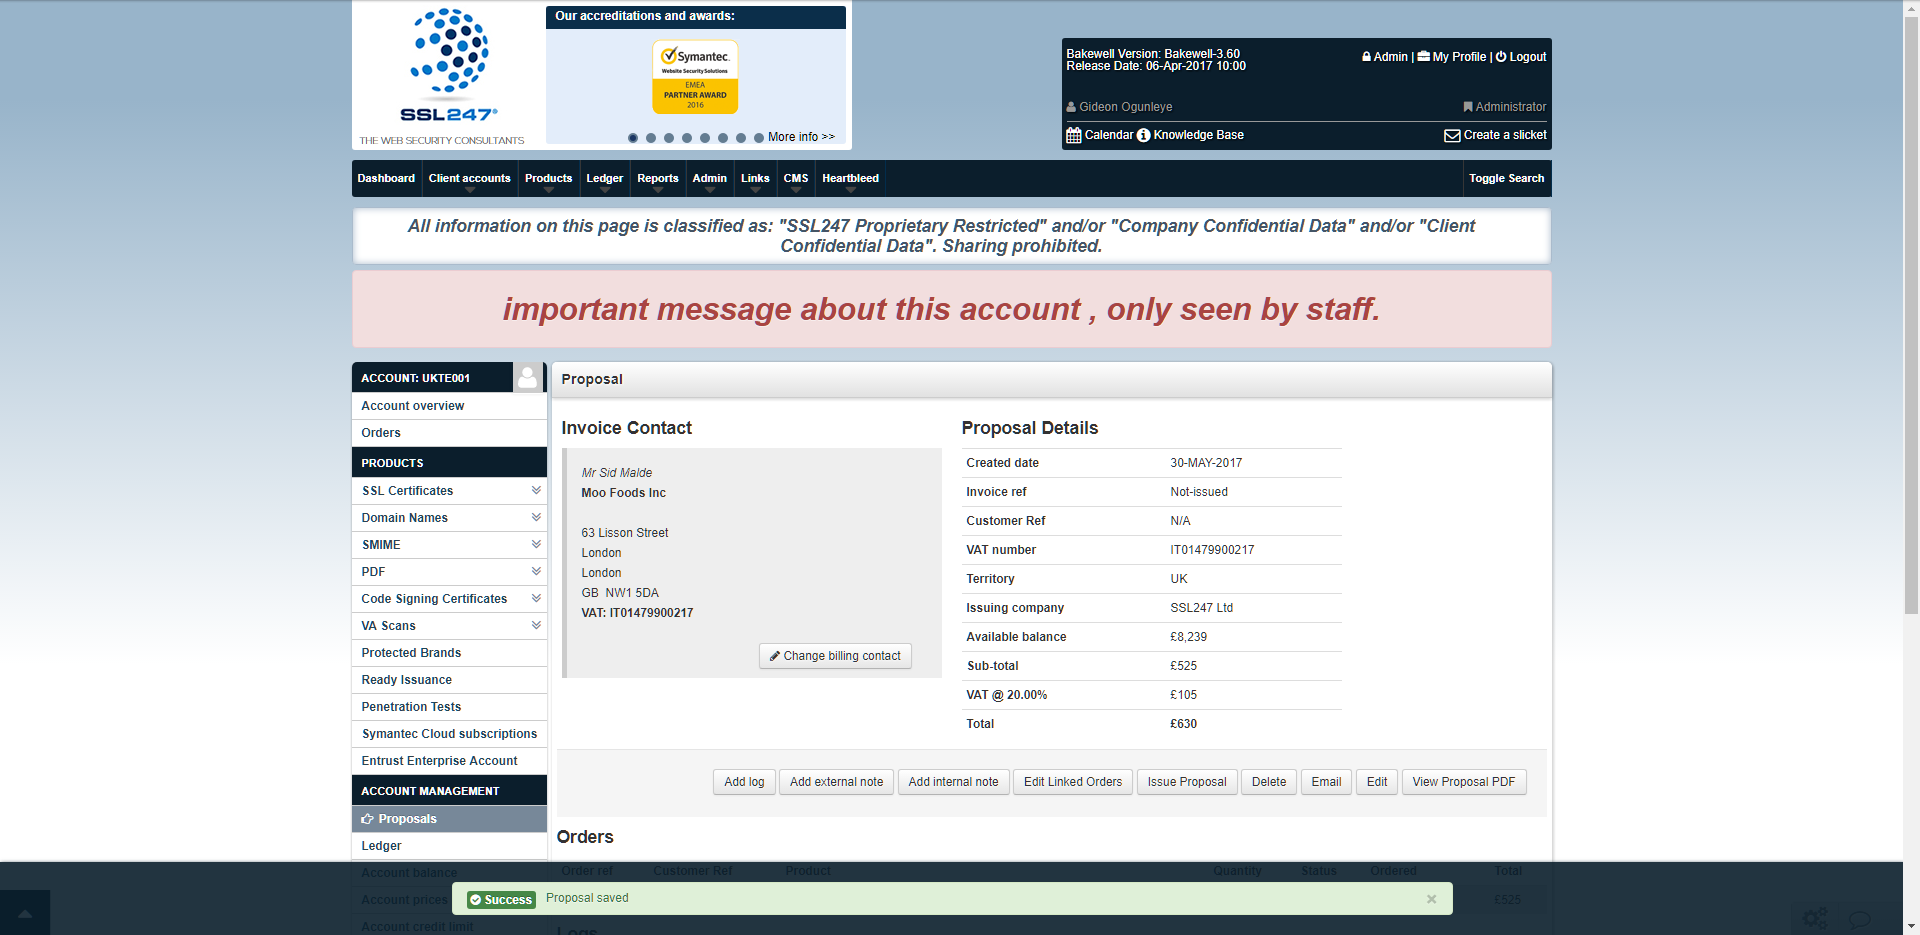 SSL247®
THE WEB SECURITY CONSULTANTS
Our accreditations and awards:
Symantec.
Website Security Solutions
EMEA
PARTNER AWARD
2016
More info >>
Bakewell Version: Bakewell-3.60
Release Date: 06-Apr-2017 10:00
Admin | My Profile | Logout
Gideon Ogunleye
Administrator
Calendar Knowledge Base
Create a slicket
Dashboard Client accounts Products Ledger Reports Admin Links CMS Heartbleed Toggle Search
All information on this page is classified as: "SSL247 Proprietary Restricted" and/or "Company Confidential Data" and/or "Client
Confidential Data". Sharing prohibited.
important message about this account , only seen by staff.
ACCOUNT: UKTE001
Account overview
Orders
PRODUCTS
SSL Certificates
Domain Names
SMIME
PDF
Code Signing Certificates
VA Scans
Protected Brands
Ready Issuance
Penetration Tests
Symantec Cloud subscriptions
Entrust Enterprise Account
ACCOUNT MANAGEMENT
Proposals
Ledger
Account balance
Account prices
Account credit limit
Proposal
Invoice Contact
Mr Sid Malde
Moo Foods Inc
63 Lisson Street
London
London
GB NW1 5DA
VAT: IT01479900217
Change billing contact
Proposal Details
Created date 30-MAY-2017
Invoice ref Not-issued
Customer Ref N/A
VAT number IT01479900217
Territory UK
Issuing company SSL247 Ltd
Available balance £8,239
Sub-total £525
VAT @ 20.00% £105
Total £630
Add log Add external note Add internal note Edit Linked Orders Issue Proposal Delete Email Edit View Proposal PDF
Orders
Order ref Customer Ref Product Quantity Status Ordered Total
£525
Success Proposal saved ×
Logs